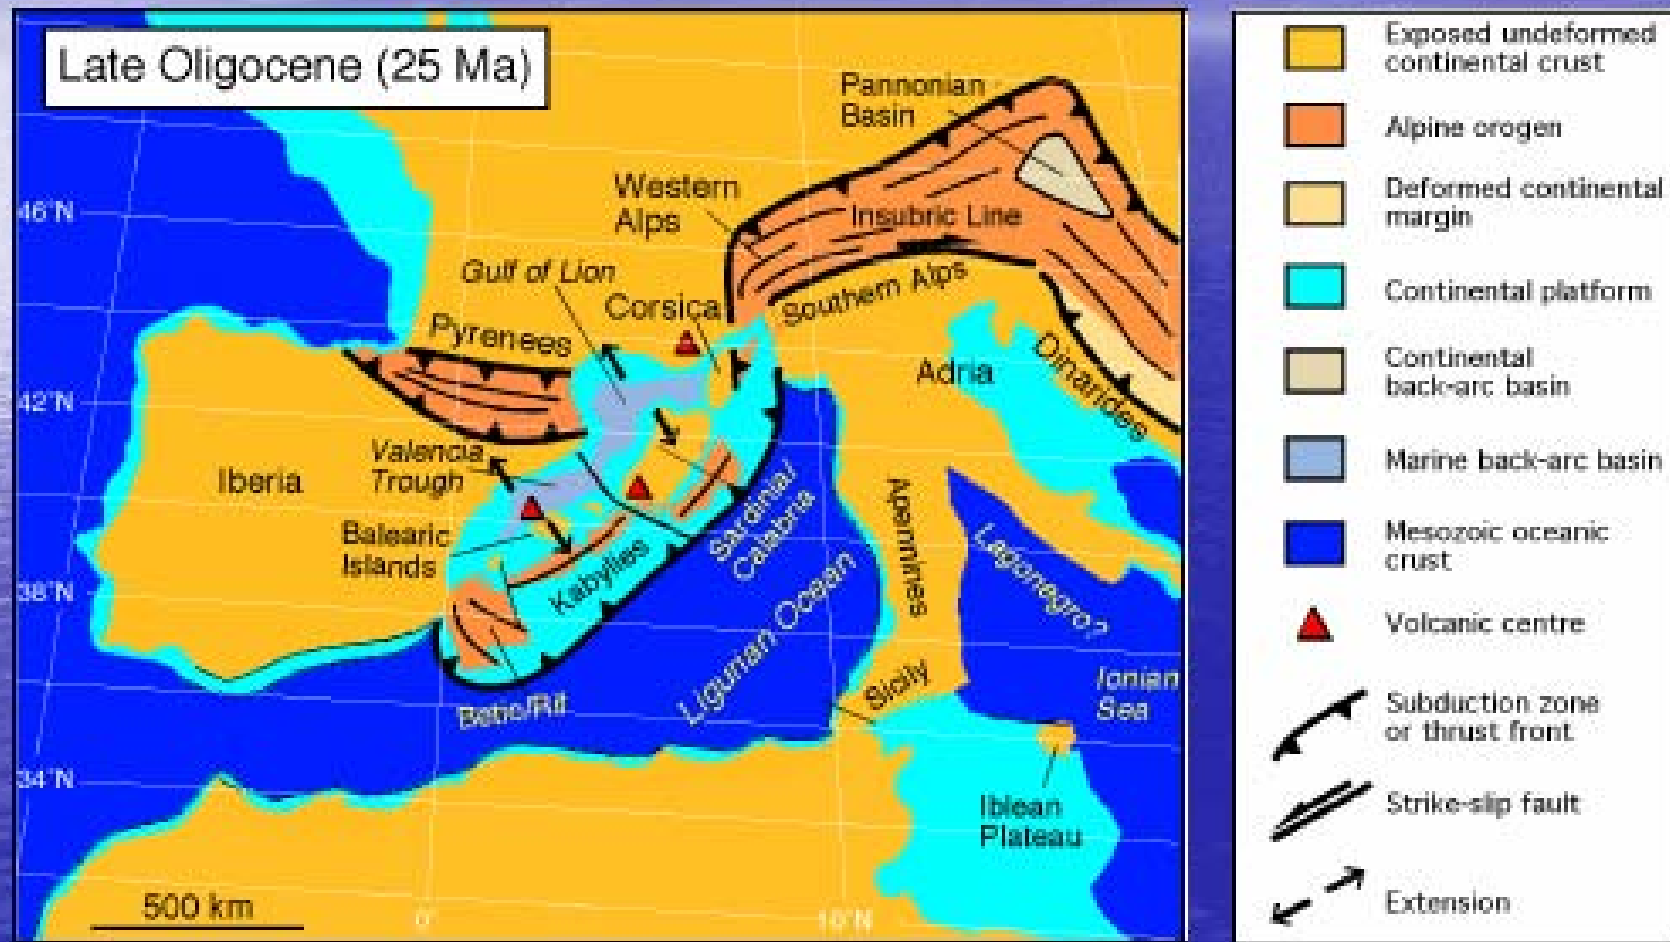 Late Oligocene (25 Ma)
Pannonian
Basin
Western
Alps
Insubric Line
Gulf of Lion
Corsica
Southern Alps
Pyrenees
Adria
Dinarides
Valencia
Trough
Iberia
Balearic
Islands
Kabylies
Sardinia/
Calabria
Apennines
Lagonegro?
Ligurian Ocean
Betic/Rif
Sicily
Ionian
Sea
Iblean
Plateau
46°N
42°N
38°N
34°N
500 km
0°
10°N
Exposed undeformed
continental crust
Alpine orogen
Deformed continental
margin
Continental platform
Continental
back-arc basin
Marine back-arc basin
Mesozoic oceanic
crust
Volcanic centre
Subduction zone
or thrust front
Strike-slip fault
Extension